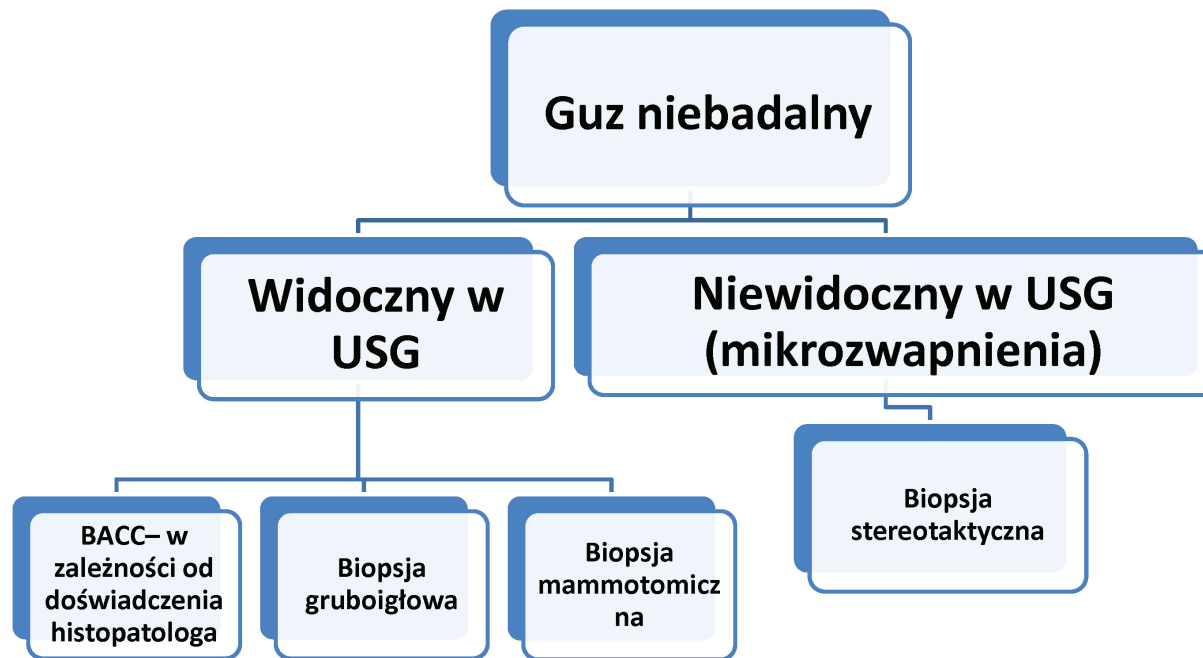 Guz niebadalny
Widoczny w
USG
Niewidoczny w USG
(mikrozwapnienia)
BACC– w
zależności od
doświadczenia
histopatologa
Biopsja
gruboigłowa
Biopsja
mammotomicz
na
Biopsja
stereotaktyczna